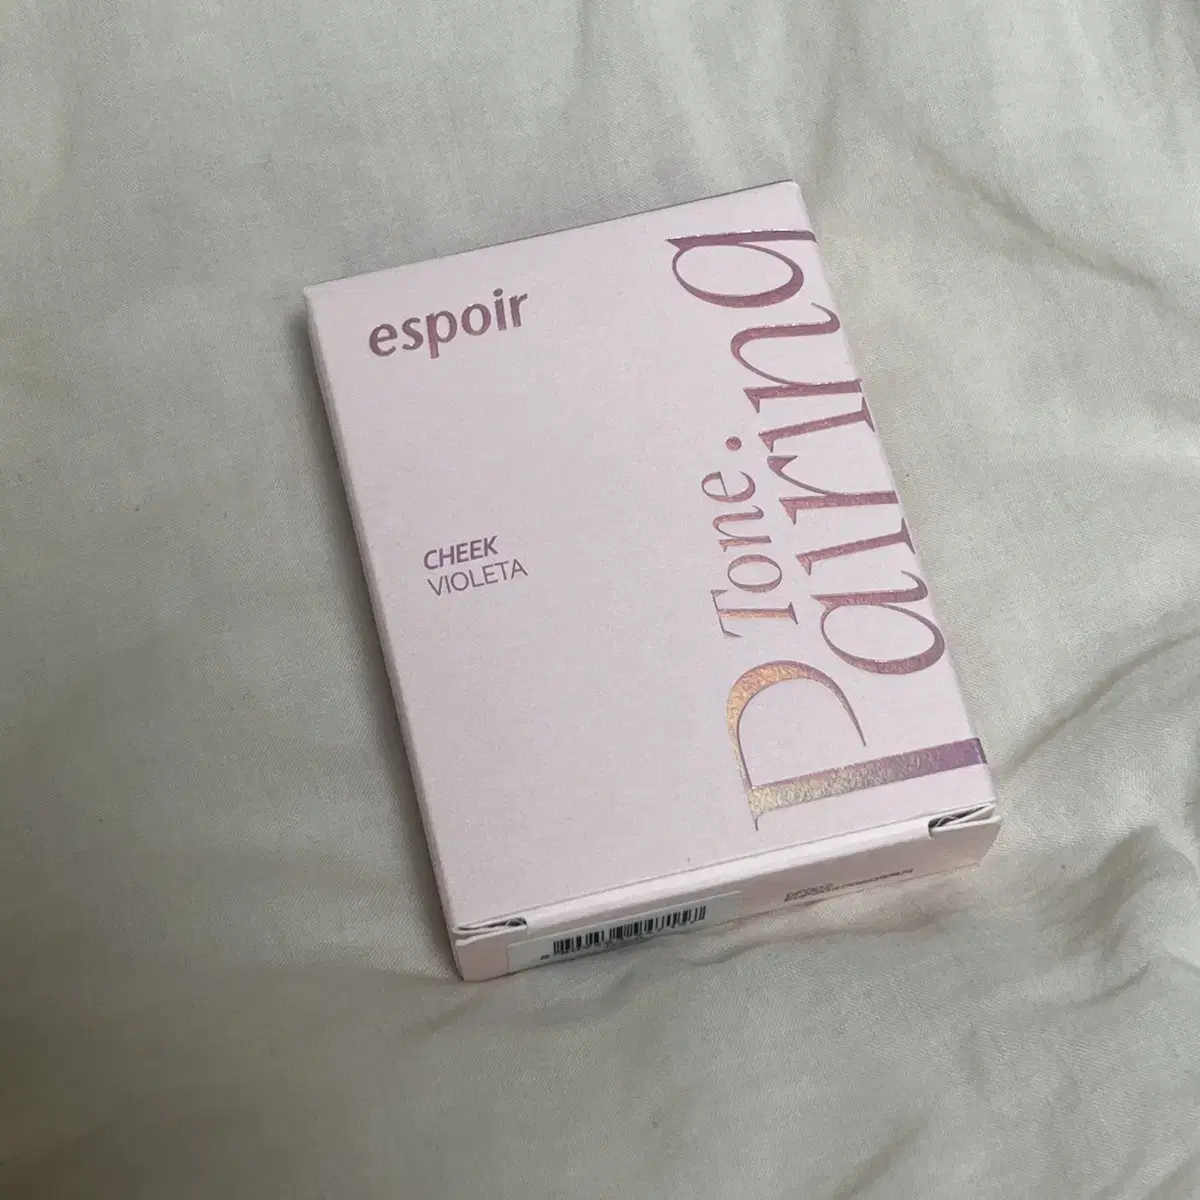 espoir
CHEEK
VIOLETA
Tone.
Pairing